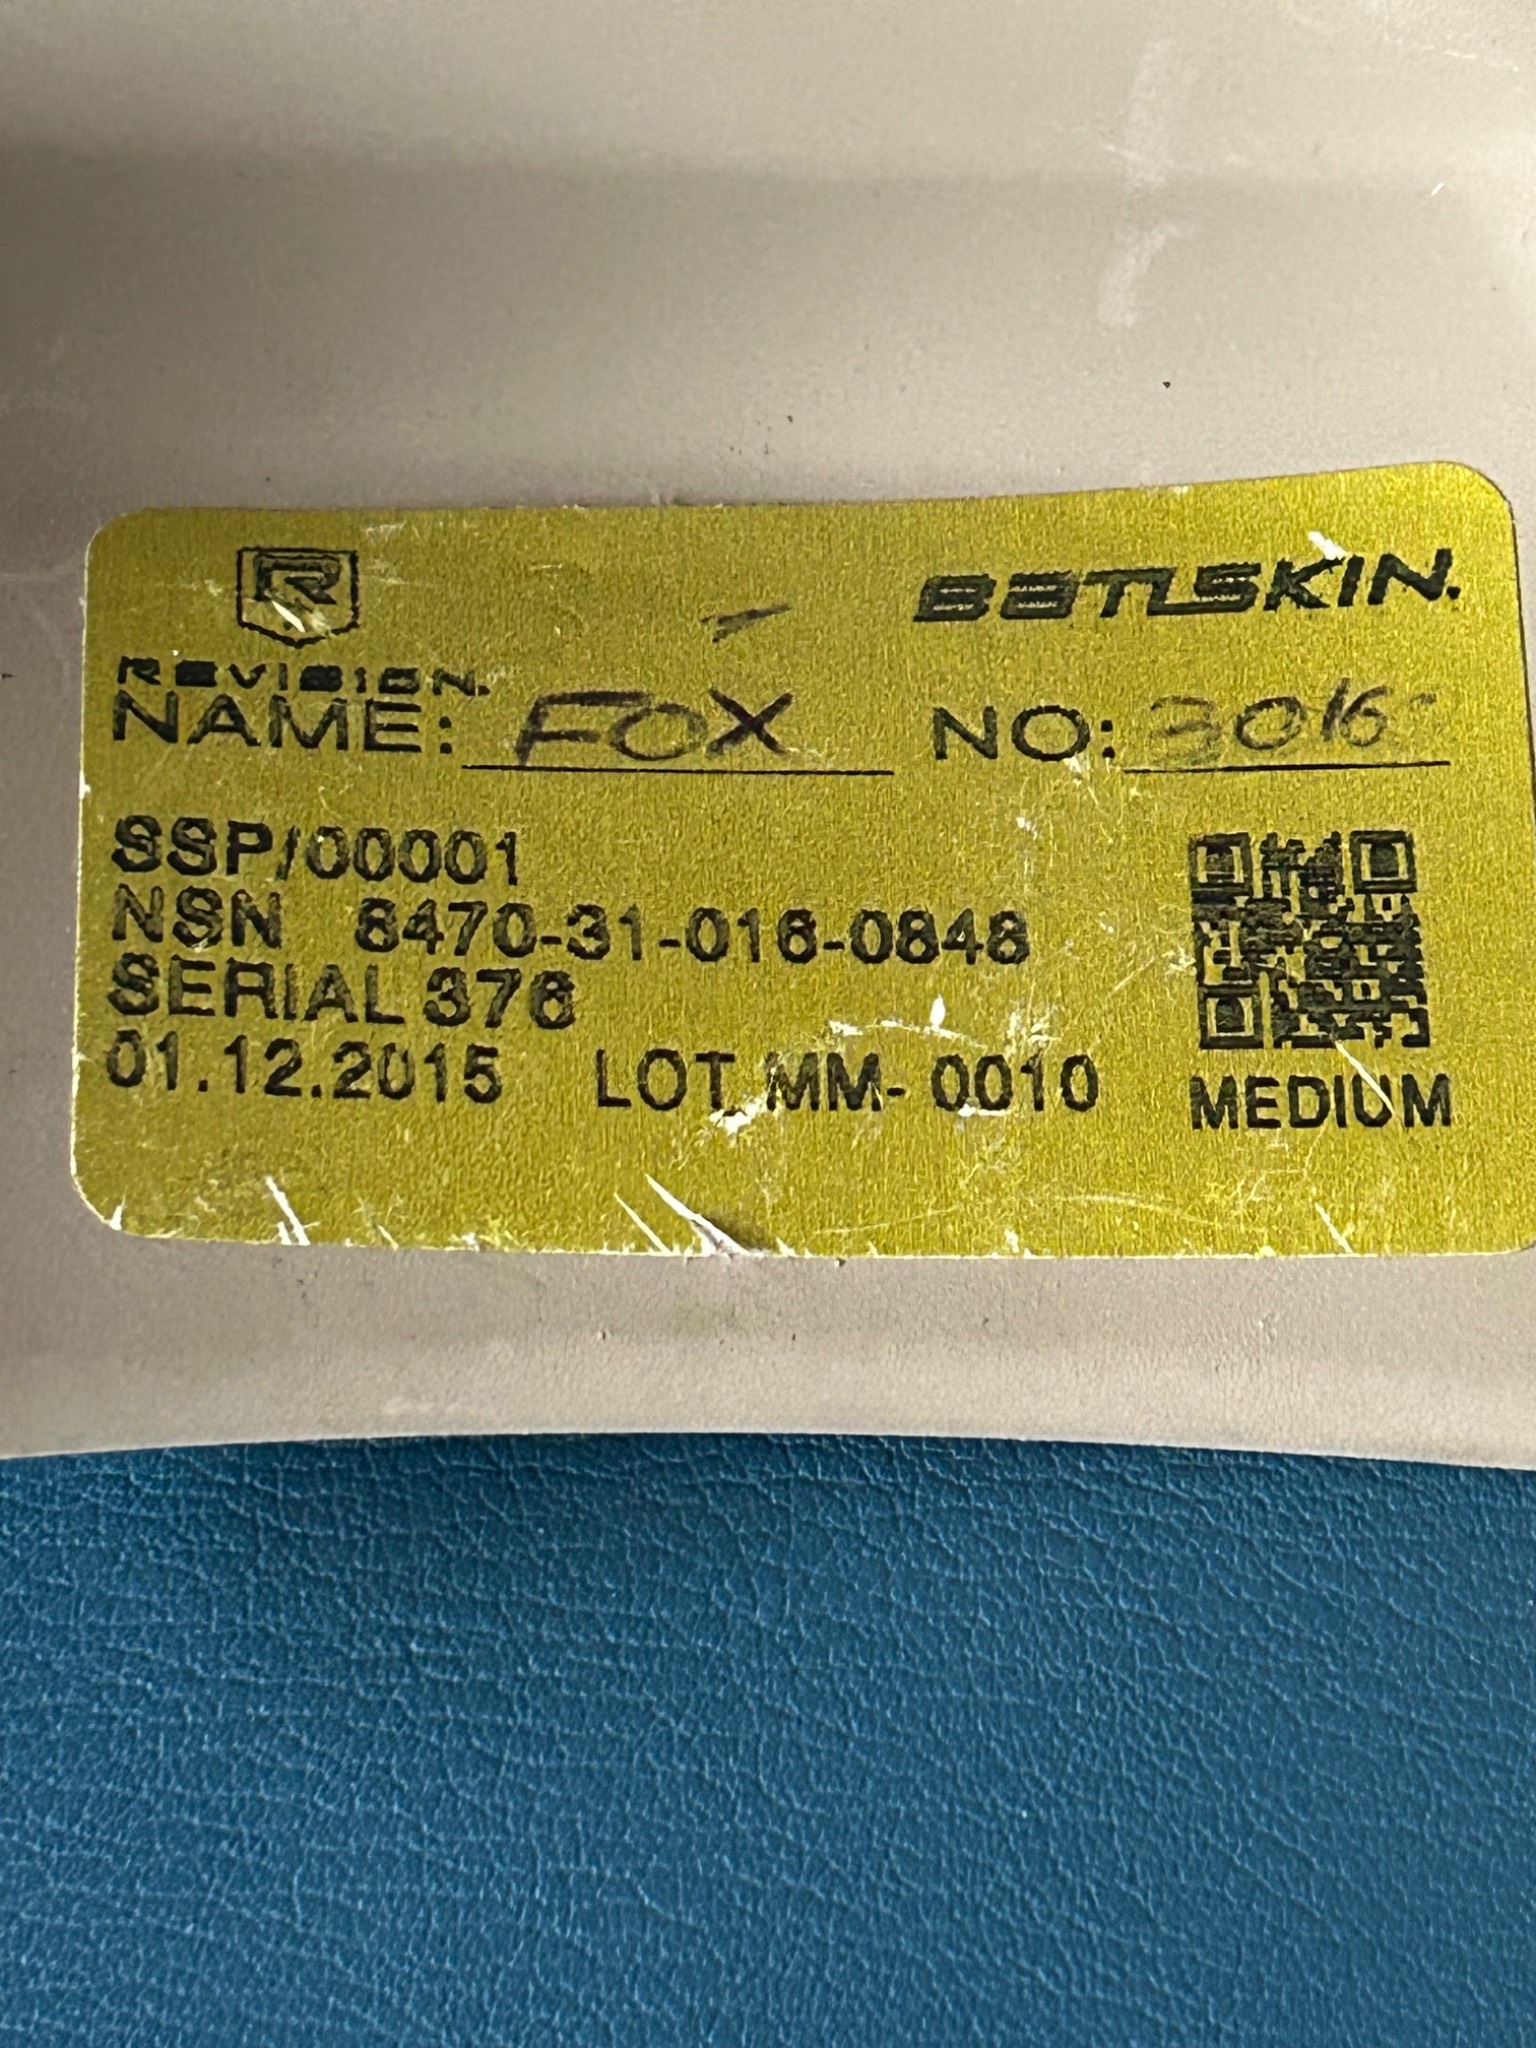 R BATLSKIN.
REVISION.
NAME: FOX NO: 3016
SSP/00001
NSN 8470-31-016-0848
SERIAL 376
01.12.2015 LOT MM- 0010 MEDIUM